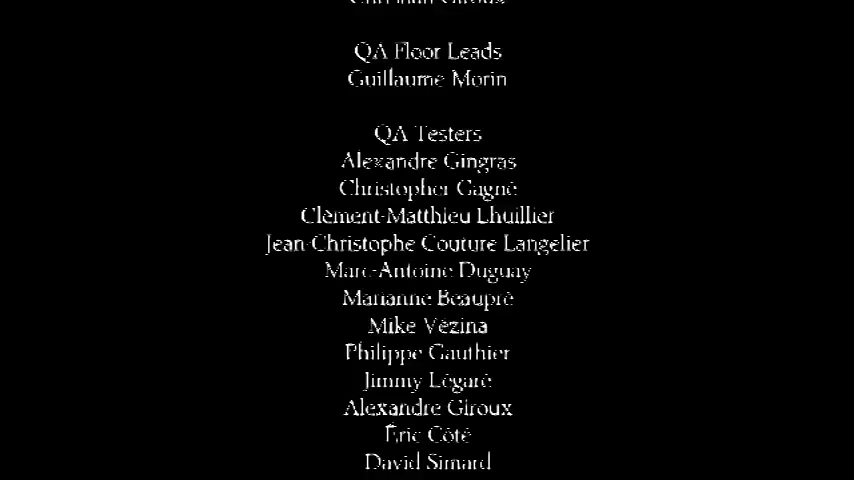 QA Floor Leads
Guillaume Morin
QA Testers
Alexandre Gingras
Christopher Gagné
Clément-Matthieu Lhuillier
Jean-Christophe Couture Langelier
Marc-Antoine Duguay
Marianne Beaupré
Mike Vézina
Philippe Gauthier
Jimmy Légaré
Alexandre Giroux
Éric Côté
David Simard